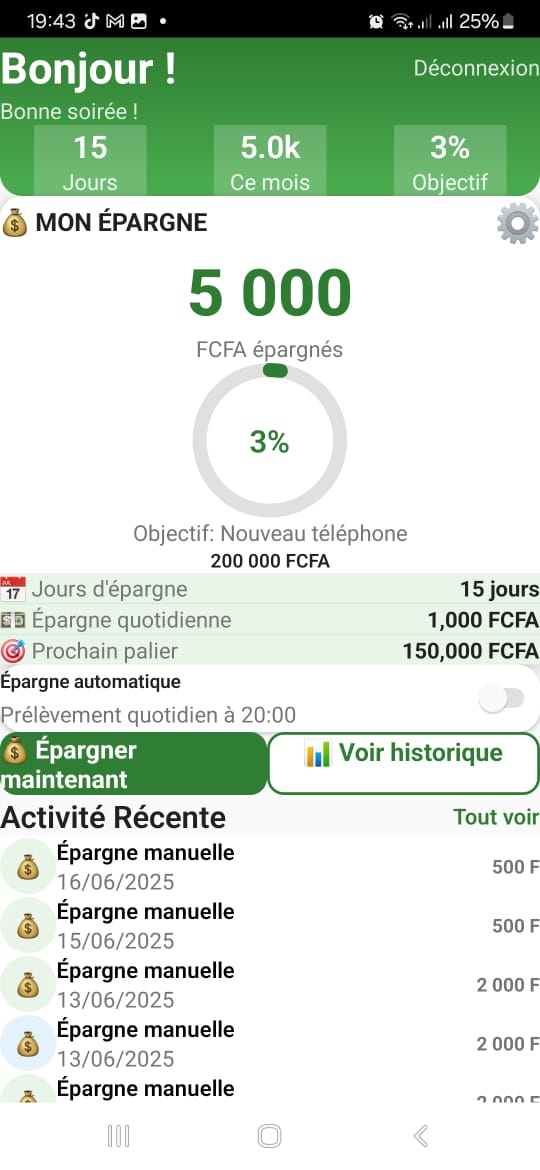 19:43
25%
Bonjour !
Déconnexion
Bonne soirée !
15
5.0k
3%
Jours
Ce mois
Objectif
MON ÉPARGNE
5 000
FCFA épargnés
3%
Objectif: Nouveau téléphone
200 000 FCFA
JUL
17
Jours d'épargne
15 jours
Épargne quotidienne
1,000 FCFA
Prochain palier
150,000 FCFA
Épargne automatique
Prélèvement quotidien à 20:00
Épargner
maintenant
Voir historique
Activité Récente
Tout voir
Épargne manuelle
16/06/2025
500 F
Épargne manuelle
15/06/2025
500 F
Épargne manuelle
13/06/2025
2 000 F
Épargne manuelle
13/06/2025
2 000 F
Épargne manuelle